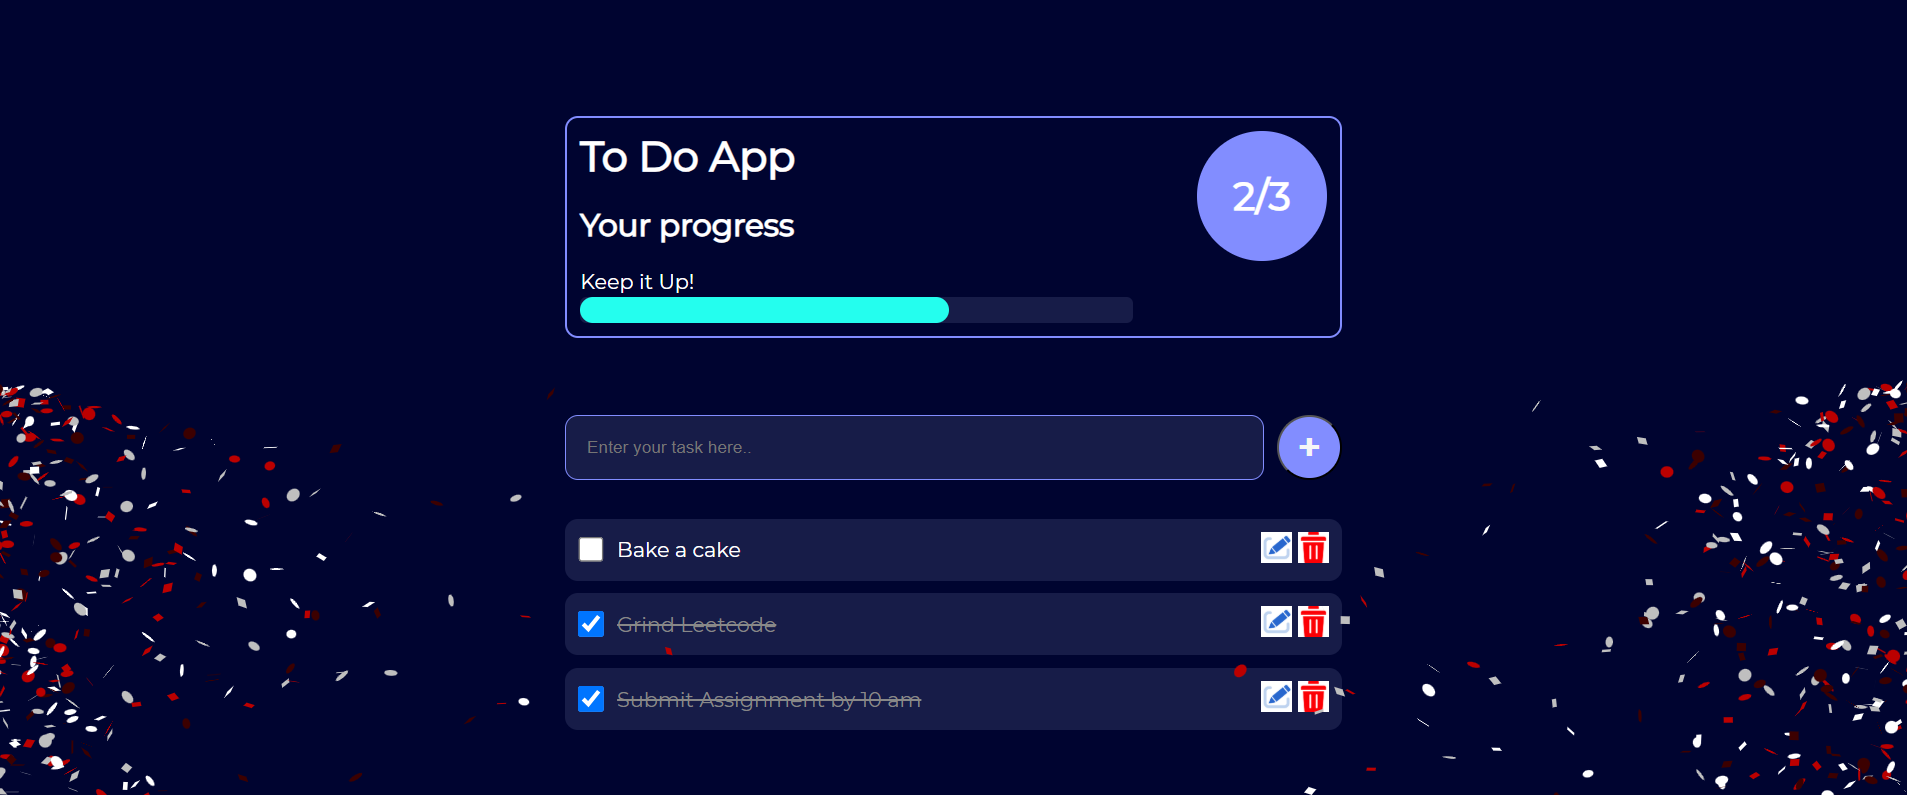 To Do App
2/3
Your progress
Keep it Up!
Enter your task here..
+
Bake a cake
Grind Leetcode
Submit Assignment by 10 am